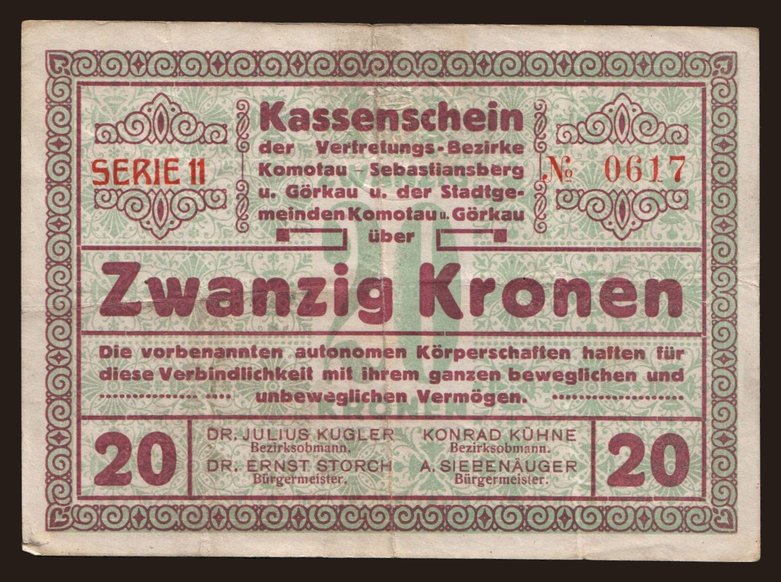 Kassenschein
der Vertretungs-Bezirke
Komotau - Sebastiansberg
u. Görkau u. der Stadtge-
meinden Komotau u. Görkau
über
SERIE 11
№ 0617
Zwanzig Kronen
20
KRONEN
Die vorbenannten autonomen Körperschaften haften für
diese Verbindlichkeit mit ihrem ganzen beweglichen und
unbeweglichen Vermögen.
20
DR. JULIUS KUGLER
Bezirksobmann.
KONRAD KÜHNE
Bezirksobmann.
DR. ERNST STORCH
Bürgermeister.
A. SIEBENÄUGER
Bürgermeister.
20